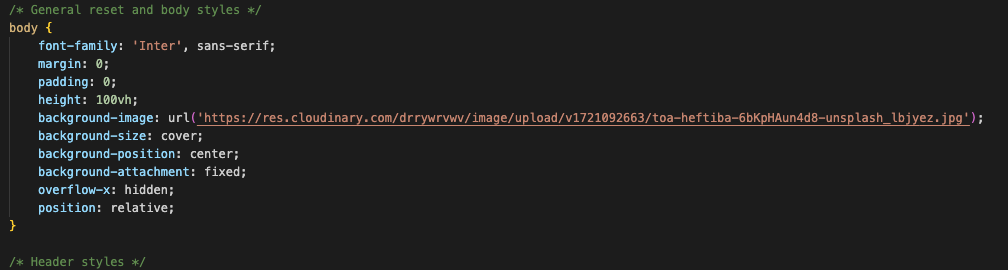 /* General reset and body styles */
body {
    font-family: 'Inter', sans-serif;
    margin: 0;
    padding: 0;
    height: 100vh;
    background-image: url('https://res.cloudinary.com/drrywrvwv/image/upload/v1721092663/toa-heftiba-6bKpHAun4d8-unsplash_lbjyez.jpg');
    background-size: cover;
    background-position: center;
    background-attachment: fixed;
    overflow-x: hidden;
    position: relative;
}
/* Header styles */